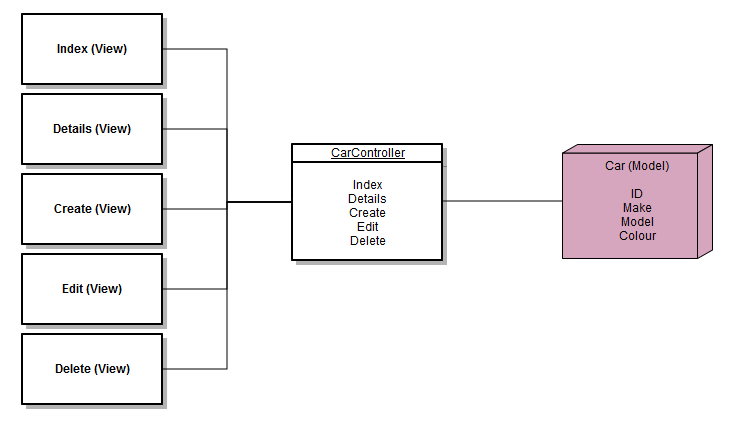 Index (View)
Details (View)
Create (View)
Edit (View)
Delete (View)
CarController
Index
Details
Create
Edit
Delete
Car (Model)
ID
Make
Model
Colour